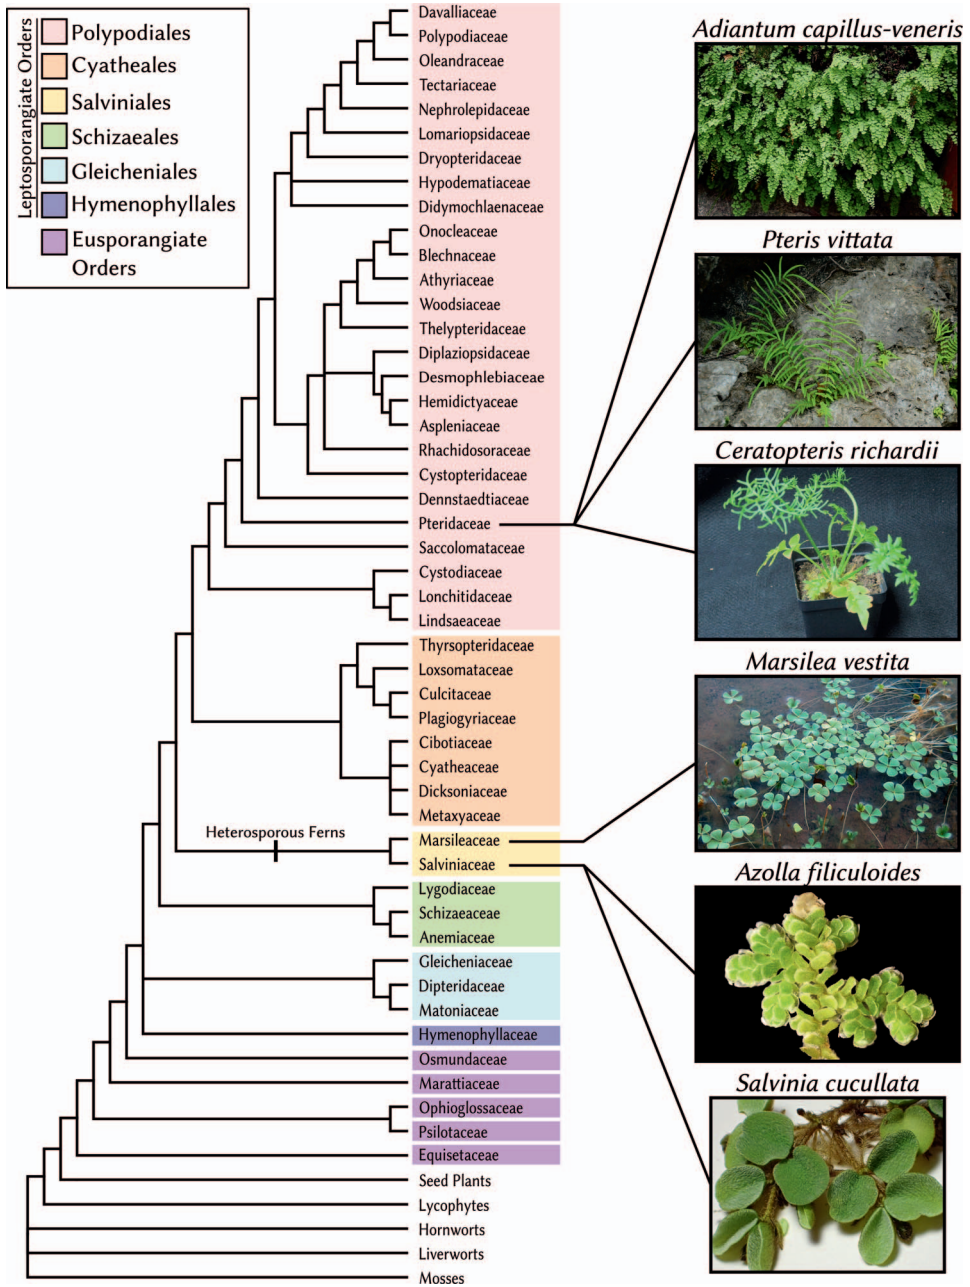 Leptosporangiate Orders
Polypodiales
Cyatheales
Salviniales
Schizaeales
Gleicheniales
Hymenophyllales
Eusporangiate
Orders
Davalliaceae
Polypodiaceae
Oleandraceae
Tectariaceae
Nephrolepidaceae
Lomariopsidaceae
Dryopteridaceae
Hypodematiaceae
Didymochlaenaceae
Onocleaceae
Blechnaceae
Athyriaceae
Woodsiaceae
Thelypteridaceae
Diplaziopsidaceae
Desmophlebiaceae
Hemidictyaceae
Aspleniaceae
Rhachidosoraceae
Cystopteridaceae
Dennstaedtiaceae
Pteridaceae
Saccolomataceae
Cystodiaceae
Lonchitidaceae
Lindsaeaceae
Thyrsopteridaceae
Loxsomataceae
Culcitaceae
Plagiogyriaceae
Cibotiaceae
Cyatheaceae
Dicksoniaceae
Metaxyaceae
Heterosporous Ferns
Marsileaceae
Salviniaceae
Lygodiaceae
Schizaeaceae
Anemiaceae
Gleicheniaceae
Dipteridaceae
Matoniaceae
Hymenophyllaceae
Osmundaceae
Marattiaceae
Ophioglossaceae
Psilotaceae
Equisetaceae
Seed Plants
Lycophytes
Hornworts
Liverworts
Mosses
Adiantum capillus-veneris
Pteris vittata
Ceratopteris richardii
Marsilea vestita
Azolla filiculoides
Salvinia cucullata